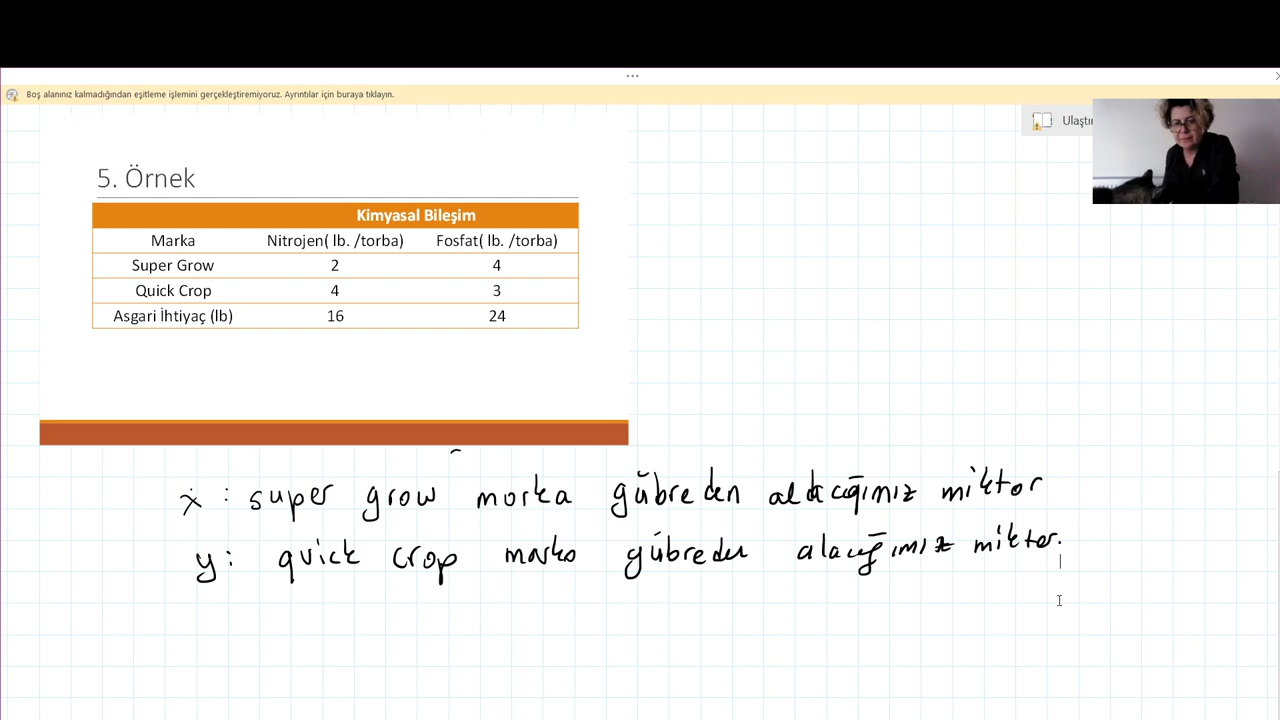 Boş alanınız kalmadığından eşitleme işlemini gerçekleştiremiyoruz. Ayrıntılar için buraya tıklayın.
Ulaştır
5. Örnek
Kimyasal Bileşim
Marka Nitrojen( lb. /torba) Fosfat( lb. /torba)
Super Grow 2 4
Quick Crop 4 3
Asgari İhtiyaç (lb) 16 24
x : super grow marka gübreden alacağımız miktar
y : quick crop marka gübreden alacağımız miktar.